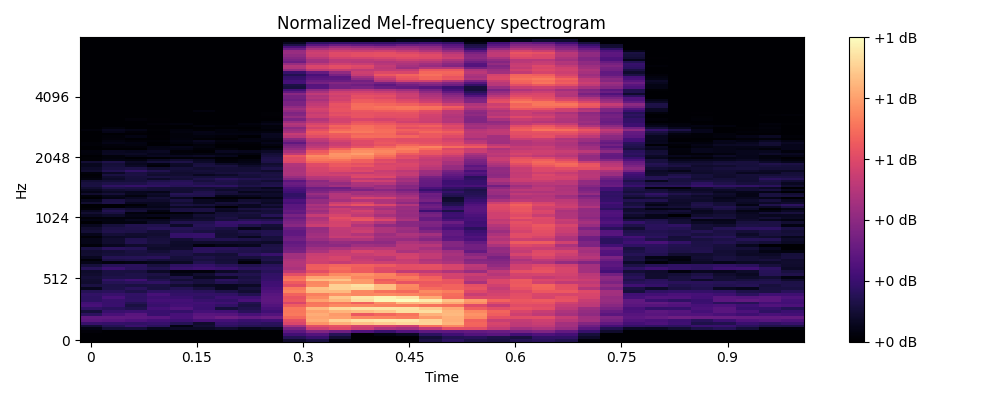 Normalized Mel-frequency spectrogram
Hz
4096
2048
1024
512
0
0 0.15 0.3 0.45 0.6 0.75 0.9
Time
+1 dB
+1 dB
+1 dB
+0 dB
+0 dB
+0 dB